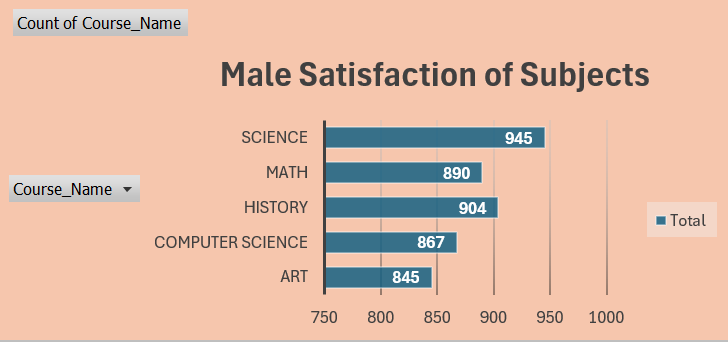 Count of Course_Name
Male Satisfaction of Subjects
SCIENCE 945
MATH 890
Course_Name
HISTORY 904
Total
COMPUTER SCIENCE 867
ART 845
750 800 850 900 950 1000